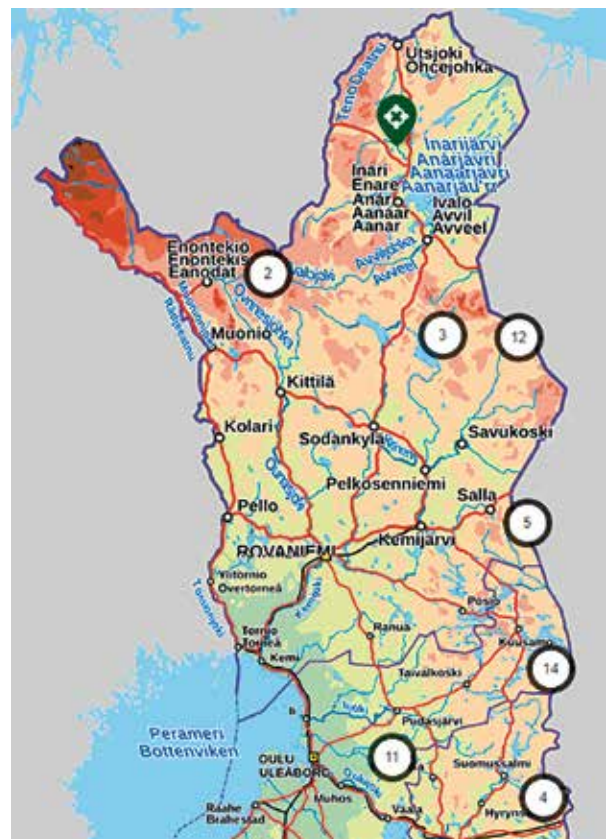 Utsjoki
Ohcejohka
Inarijärvi
Anárjávri
Aanaarjävri
Inari
Enare
Anár
Aanaar
Aanar
Ivalo
Avvil
Avveel
Enontekiö
Enontekis
Eanodat
2
3
12
Muonio
Kittilä
Kolari
Sodankylä
Savukoski
Pelkosenniemi
Salla
5
Pello
Kemijärvi
ROVANIEMI
Ylitornio
Övertorneå
Kemijoki
Posio
Tornio
Torneå
Kemi
Ranua
Kuusamo
14
Taivalkoski
Pudasjärvi
Perämeri
Bottenviken
OULU
ULEÅBORG
11
Suomussalmi
4
Muhos
Raahe
Brahestad
Vaala